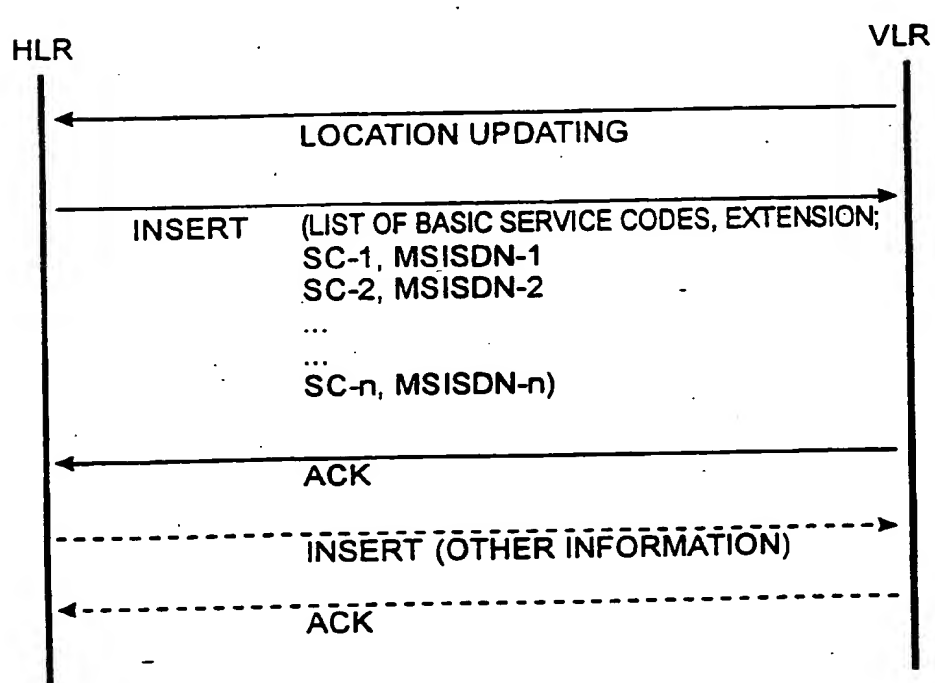 HLR
VLR
LOCATION UPDATING
INSERT (LIST OF BASIC SERVICE CODES, EXTENSION;
SC-1, MSISDN-1
SC-2, MSISDN-2
...
...
SC-n, MSISDN-n)
ACK
INSERT (OTHER INFORMATION)
ACK